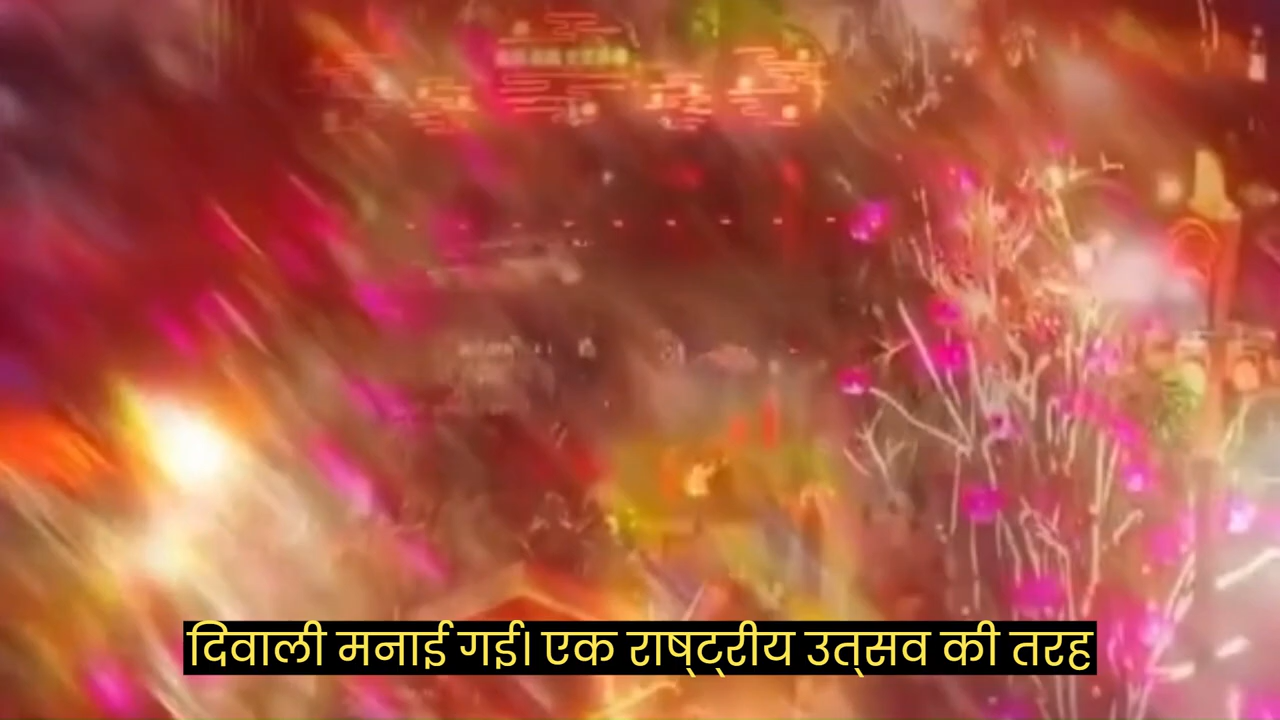 दिवाली मनाई गई। एक राष्ट्रीय उत्सव की तरह